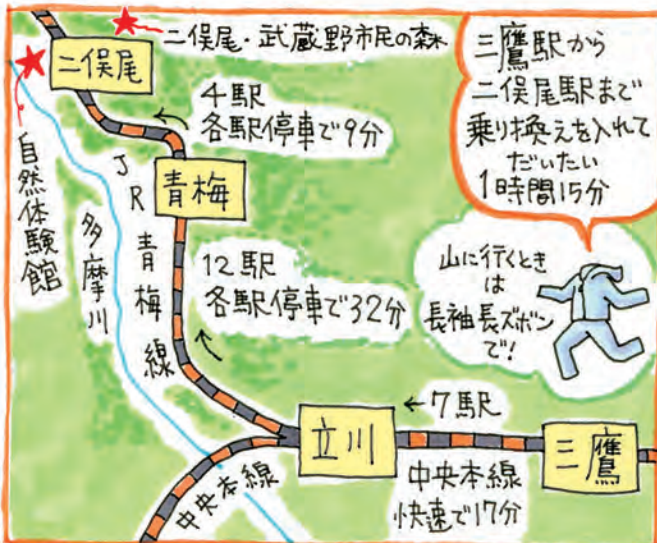 二俣尾・武蔵野市民の森
二俣尾
自然体験館
4駅
各駅停車で9分
三鷹駅から
二俣尾駅まで
乗り換えを入れて
だいたい
1時間15分
青梅
JR青梅線
多摩川
12駅
各駅停車で32分
山に行くとき
は
長袖長ズボン
で!
←7駅
立川
三鷹
中央本線
中央本線
快速で17分